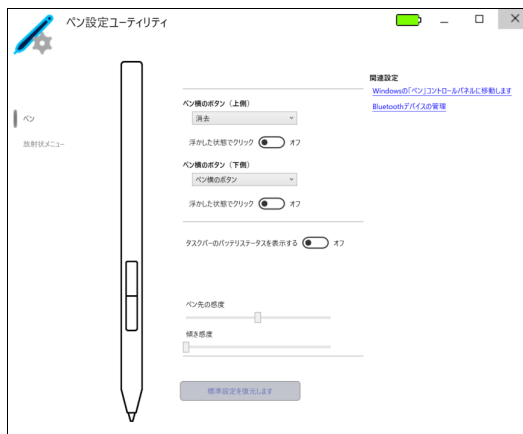 ペン設定ユーティリティ
ペン
放射状メニュー
ペン横のボタン（上側）
消去
浮かした状態でクリック オフ
ペン横のボタン（下側）
ペン横のボタン
浮かした状態でクリック オフ
タスクバーのバッテリステータスを表示する オフ
ペン先の感度
傾き感度
標準設定を復元します
関連設定
Windowsの「ペン」コントロールパネルに移動します
Bluetoothデバイスの管理